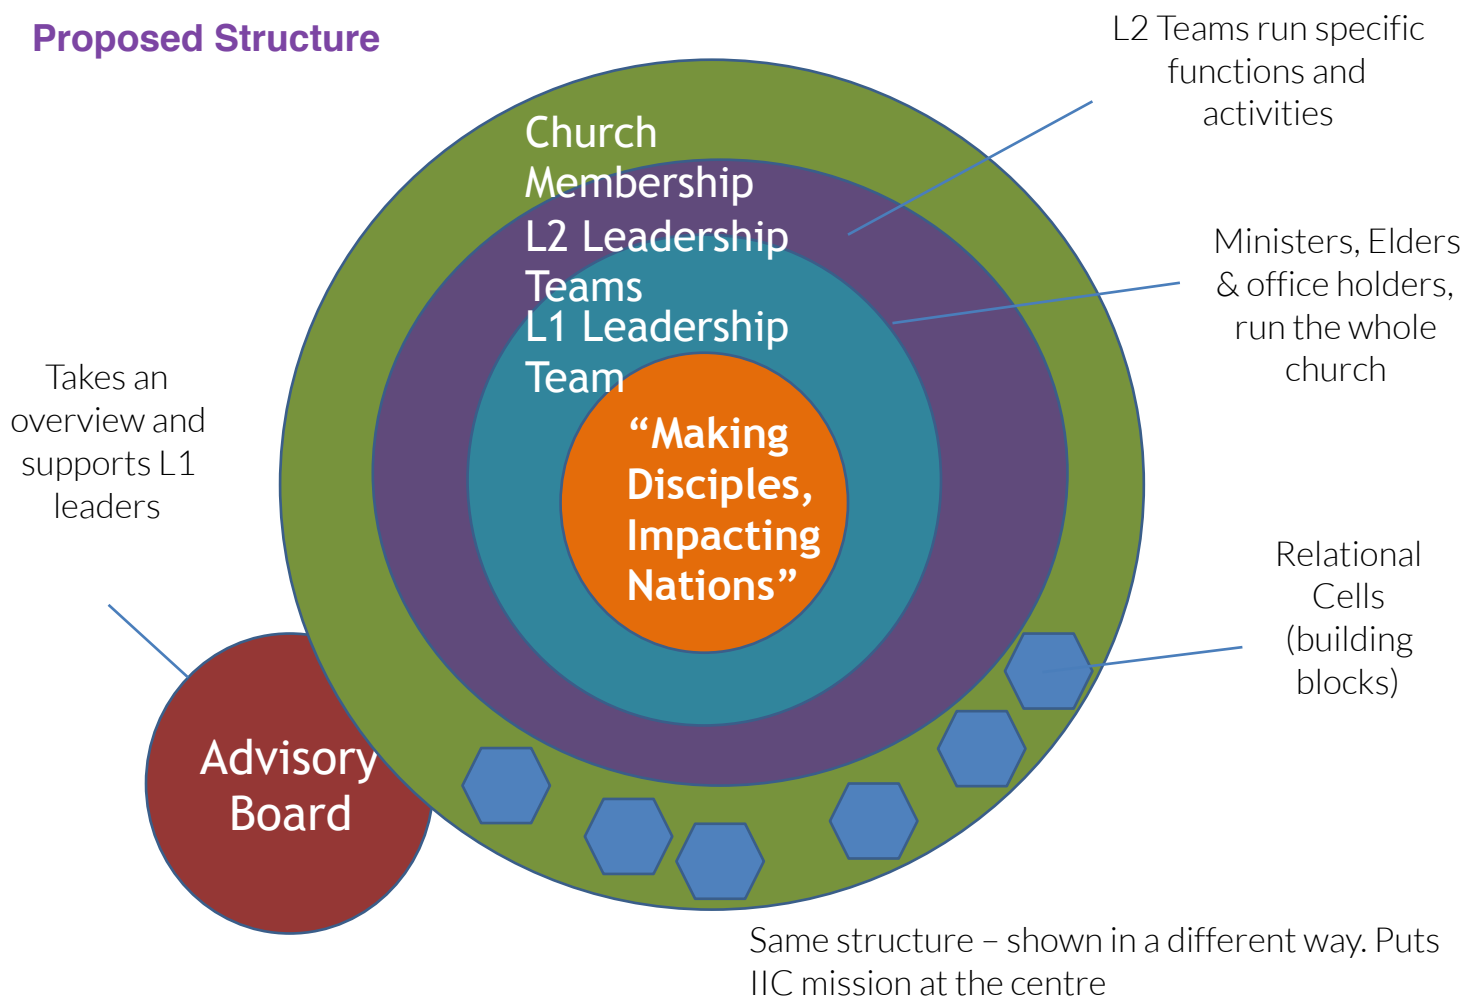 Proposed Structure
L2 Teams run specific
functions and
activities
Church
Membership
L2 Leadership
Teams
L1 Leadership
Team
“Making
Disciples,
Impacting
Nations”
Ministers, Elders
& office holders,
run the whole
church
Takes an
overview and
supports L1
leaders
Relational
Cells
(building
blocks)
Advisory
Board
Same structure – shown in a different way. Puts
IIC mission at the centre